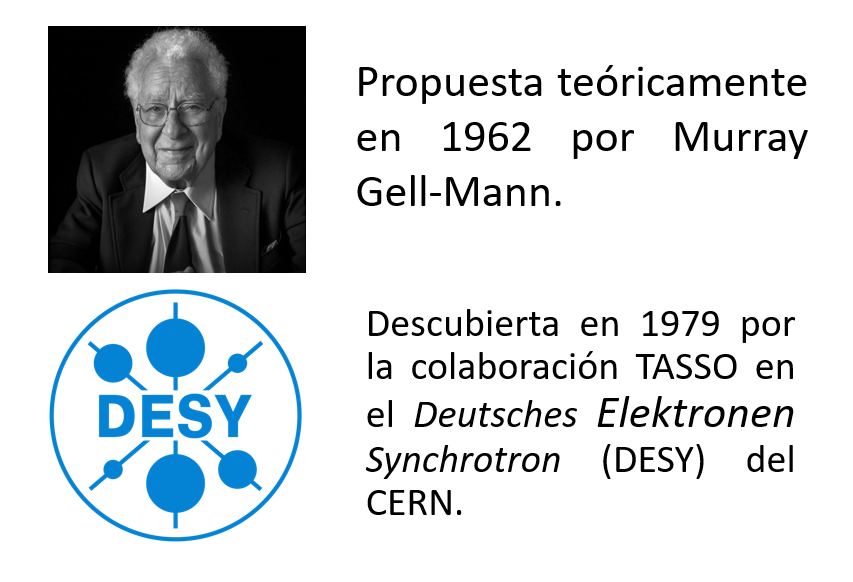 Propuesta teóricamente
en 1962 por Murray
Gell-Mann.
DESY
Descubierta en 1979 por
la colaboración TASSO en
el Deutsches Elektronen
Synchrotron (DESY) del
CERN.